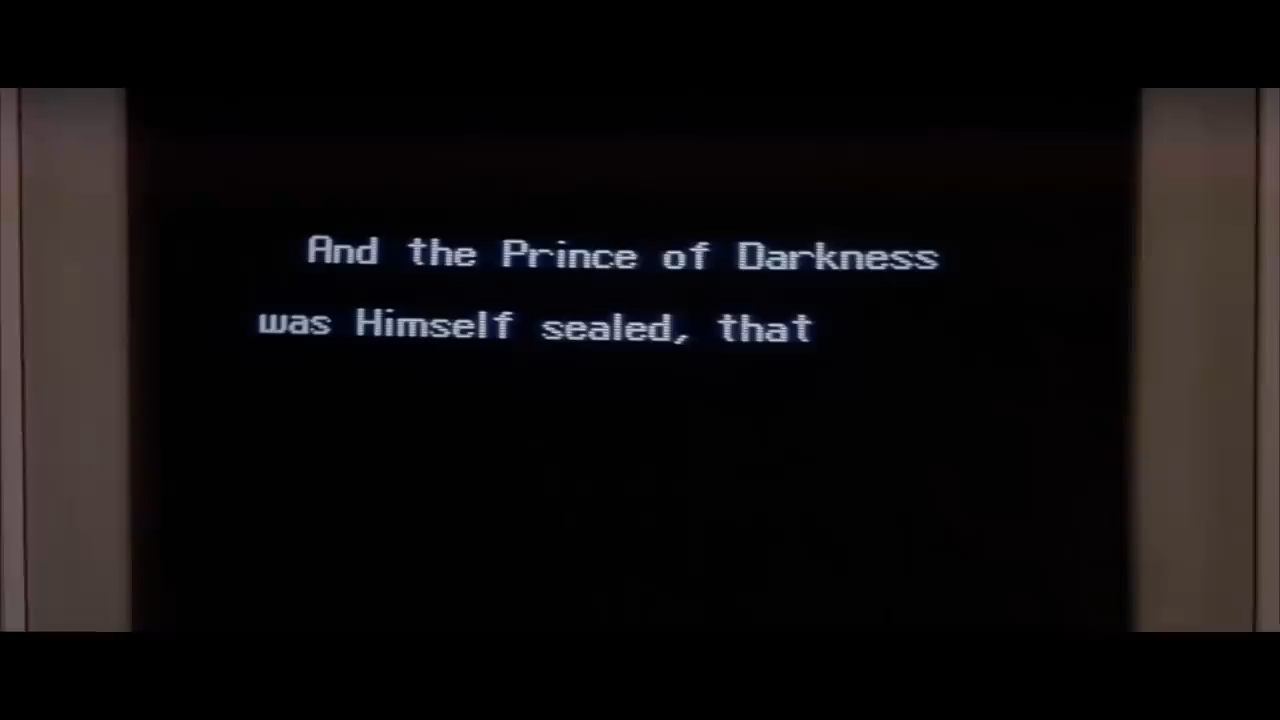 And the Prince of Darkness
was Himself sealed, that